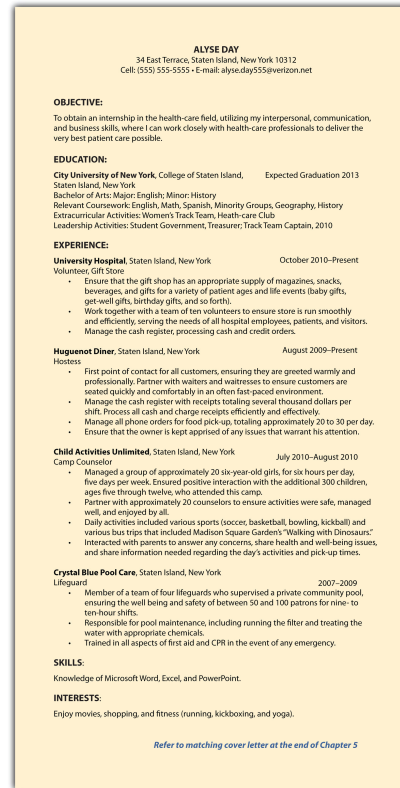 ALYSE DAY
34 East Terrace, Staten Island, New York 10312
Cell: (555) 555-5555 • E-mail: alyse.day555@verizon.net
OBJECTIVE:
To obtain an internship in the health-care field, utilizing my interpersonal, communication,
and business skills, where I can work closely with health-care professionals to deliver the
very best patient care possible.
EDUCATION:
City University of New York, College of Staten Island, Expected Graduation 2013
Staten Island, New York
Bachelor of Arts: Major: English; Minor: History
Relevant Coursework: English, Math, Spanish, Minority Groups, Geography, History
Extracurricular Activities: Women's Track Team, Heath-care Club
Leadership Activities: Student Government, Treasurer; Track Team Captain, 2010
EXPERIENCE:
University Hospital, Staten Island, New York October 2010–Present
Volunteer, Gift Store
• Ensure that the gift shop has an appropriate supply of magazines, snacks,
beverages, and gifts for a variety of patient ages and life events (baby gifts,
get-well gifts, birthday gifts, and so forth).
• Work together with a team of ten volunteers to ensure store is run smoothly
and efficiently, serving the needs of all hospital employees, patients, and visitors.
• Manage the cash register, processing cash and credit orders.
Huguenot Diner, Staten Island, New York August 2009–Present
Hostess
• First point of contact for all customers, ensuring they are greeted warmly and
professionally. Partner with waiters and waitresses to ensure customers are
seated quickly and comfortably in an often fast-paced environment.
• Manage the cash register with receipts totaling several thousand dollars per
shift. Process all cash and charge receipts efficiently and effectively.
• Manage all phone orders for food pick-up, totaling approximately 20 to 30 per day.
• Ensure that the owner is kept apprised of any issues that warrant his attention.
Child Activities Unlimited, Staten Island, New York
Camp Counselor July 2010–August 2010
• Managed a group of approximately 20 six-year-old girls, for six hours per day,
five days per week. Ensured positive interaction with the additional 300 children,
ages five through twelve, who attended this camp.
• Partner with approximately 20 counselors to ensure activities were safe, managed
well, and enjoyed by all.
• Daily activities included various sports (soccer, basketball, bowling, kickball) and
various bus trips that included Madison Square Garden's "Walking with Dinosaurs."
• Interacted with parents to answer any concerns, share health and well-being issues,
and share information needed regarding the day's activities and pick-up times.
Crystal Blue Pool Care, Staten Island, New York
Lifeguard 2007–2009
• Member of a team of four lifeguards who supervised a private community pool,
ensuring the well being and safety of between 50 and 100 patrons for nine- to
ten-hour shifts.
• Responsible for pool maintenance, including running the filter and treating the
water with appropriate chemicals.
• Trained in all aspects of first aid and CPR in the event of any emergency.
SKILLS:
Knowledge of Microsoft Word, Excel, and PowerPoint.
INTERESTS:
Enjoy movies, shopping, and fitness (running, kickboxing, and yoga).
Refer to matching cover letter at the end of Chapter 5